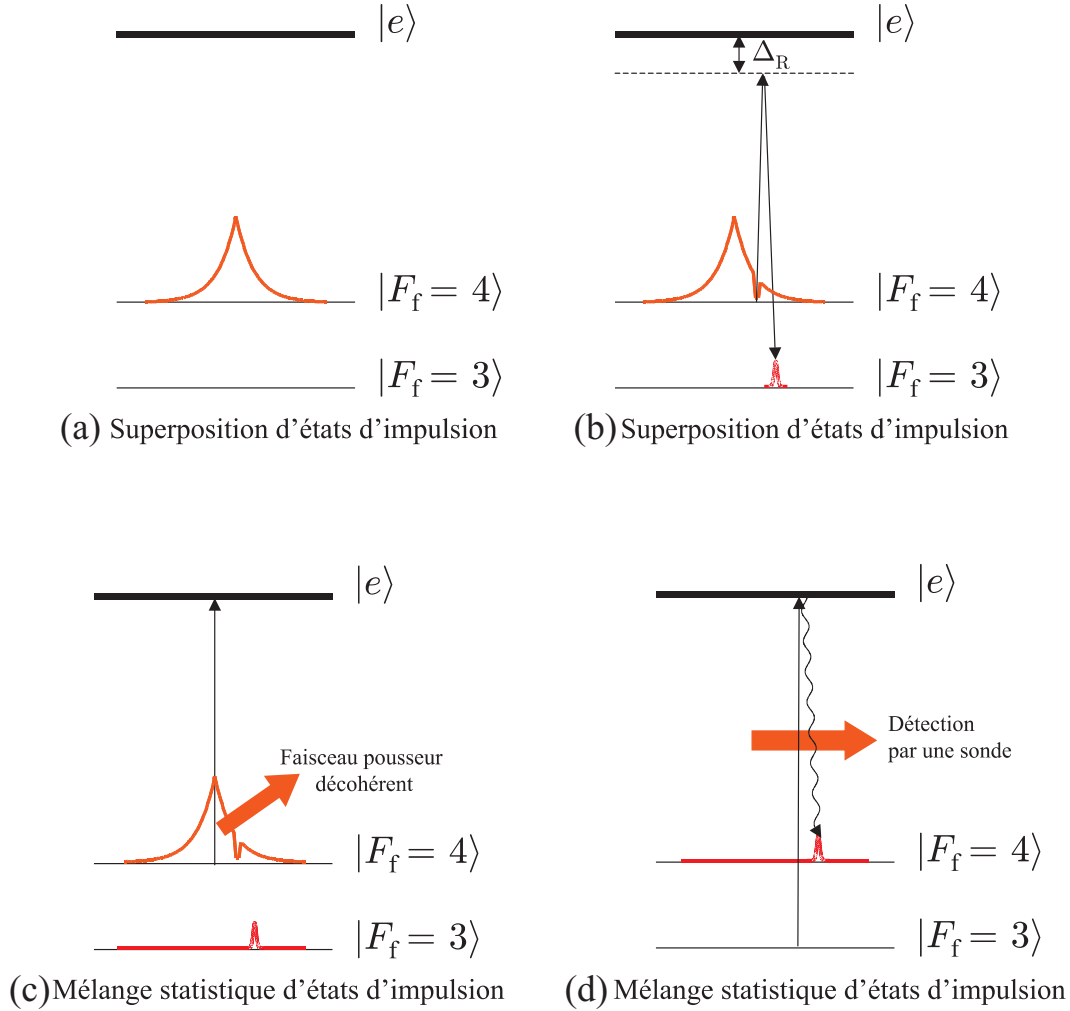 |e⟩
|e⟩
Δ_R
|F_f = 4⟩
|F_f = 4⟩
|F_f = 3⟩
|F_f = 3⟩
(a) Superposition d’états d’impulsion
(b) Superposition d’états d’impulsion
|e⟩
|e⟩
Faisceau pousseur
décohérent
Détection
par une sonde
|F_f = 4⟩
|F_f = 4⟩
|F_f = 3⟩
|F_f = 3⟩
(c) Mélange statistique d’états d’impulsion
(d) Mélange statistique d’états d’impulsion